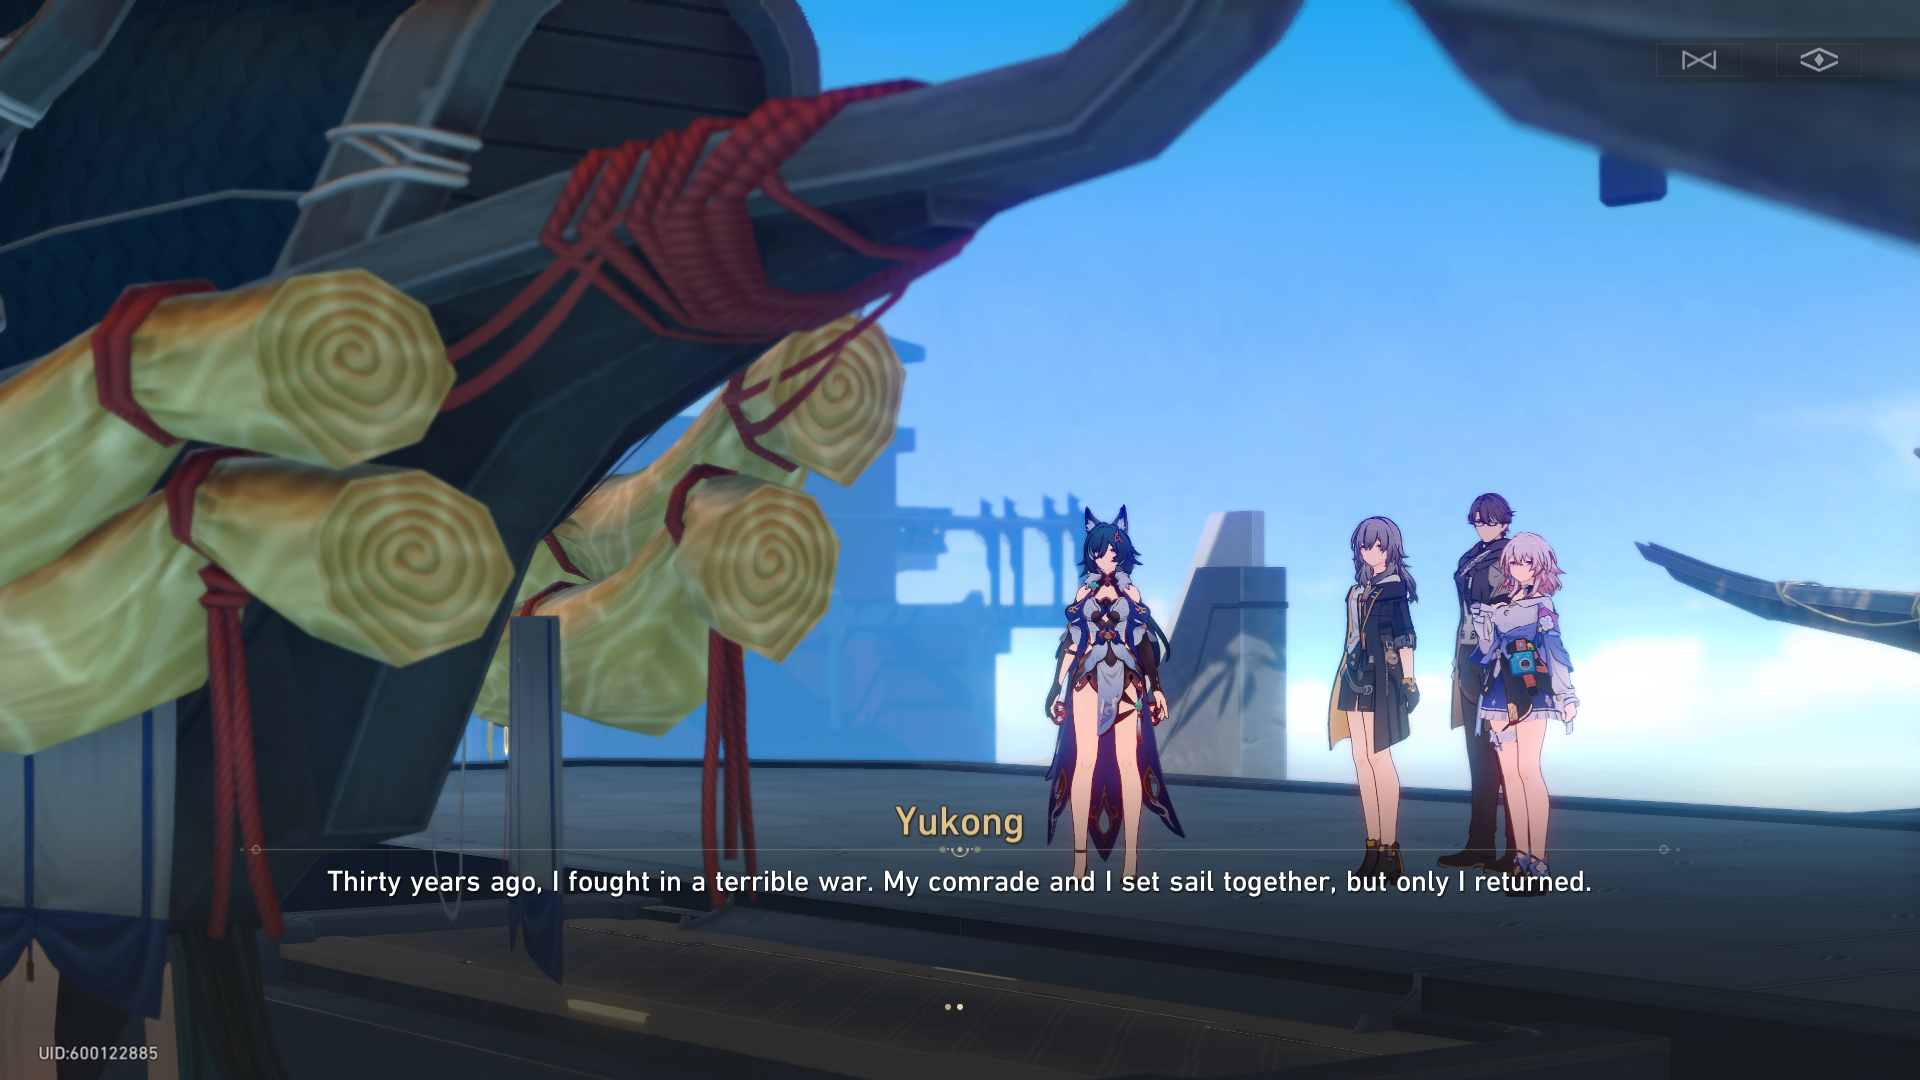 Yukong
Thirty years ago, I fought in a terrible war. My comrade and I set sail together, but only I returned.
UID:600122885